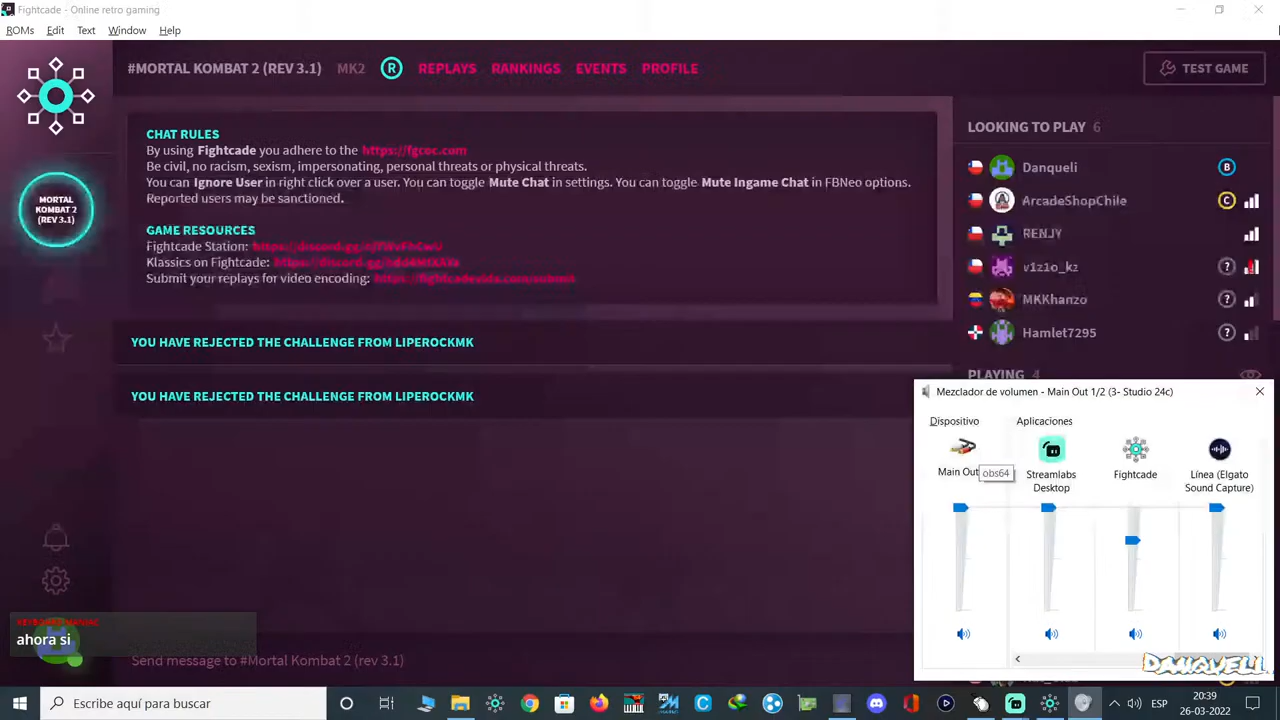 Fightcade - Online retro gaming
ROMs Edit Text Window Help
#MORTAL KOMBAT 2 (REV 3.1) MK2 R REPLAYS RANKINGS EVENTS PROFILE TEST GAME
MORTAL
KOMBAT 2
(REV 3.1)
CHAT RULES
By using Fightcade you adhere to the https://fgcoc.com
Be civil, no racism, sexism, impersonating, personal threats or physical threats.
You can Ignore User in right click over a user. You can toggle Mute Chat in settings. You can toggle Mute Ingame Chat in FBNeo options.
Reported users may be sanctioned.
GAME RESOURCES
Fightcade Station:
Klassics on Fightcade:
Submit your replays for video encoding: https://fightcadevids.com/submit
YOU HAVE REJECTED THE CHALLENGE FROM LIPEROCKMK
YOU HAVE REJECTED THE CHALLENGE FROM LIPEROCKMK
LOOKING TO PLAY 6
Danqueli B
ArcadeShopChile C
RENJY
v1z1o_kz ?
MKKhanzo ?
Hamlet7295 ?
PLAYING 4
Mezclador de volumen - Main Out 1/2 (3- Studio 24c)
Dispositivo Aplicaciones
Main Out
obs64
Streamlabs
Desktop
Fightcade
Línea (Elgato
Sound Capture)
KEYBOARD MANIAC
ahora si
Send message to #Mortal Kombat 2 (rev 3.1)
DANQUELI
Escribe aquí para buscar
ESP
20:39
26-03-2022